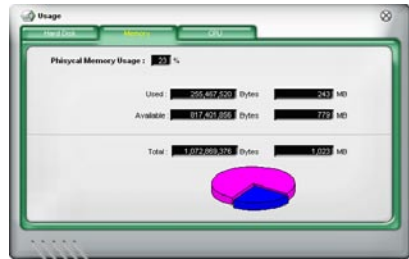 Usage
Hard Disk Memory CPU
Phisycal Memory Usage : 23 %
Used : 255,467,520 Bytes 243 MB
Available : 817,401,856 Bytes 779 MB
Total : 1,072,869,376 Bytes 1,023 MB